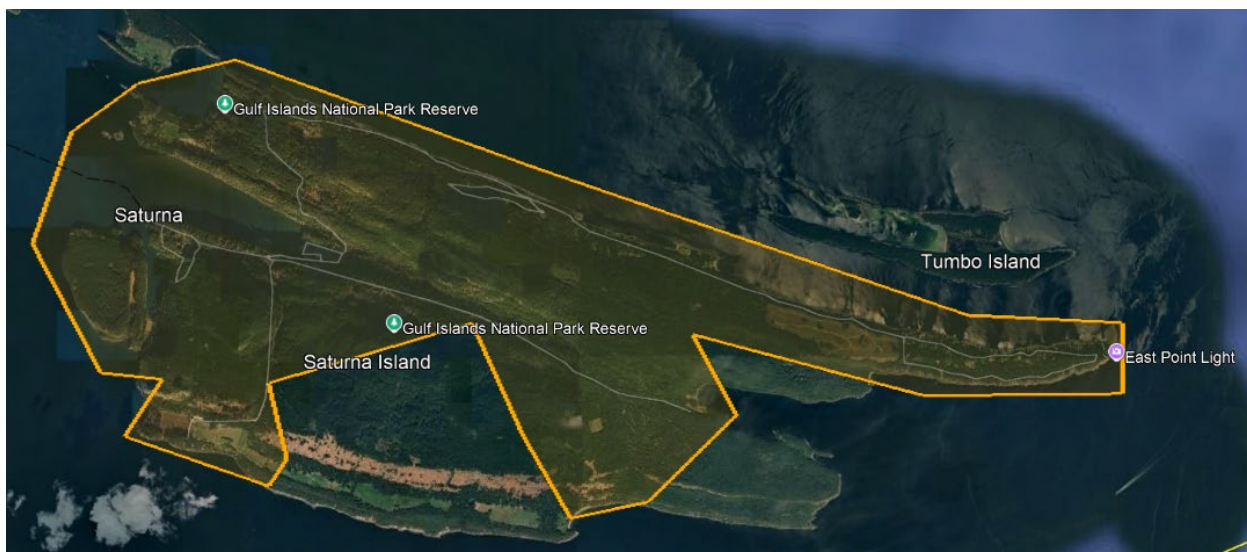 Gulf Islands National Park Reserve
Saturna
Tumbo Island
Gulf Islands National Park Reserve
Saturna Island
East Point Light